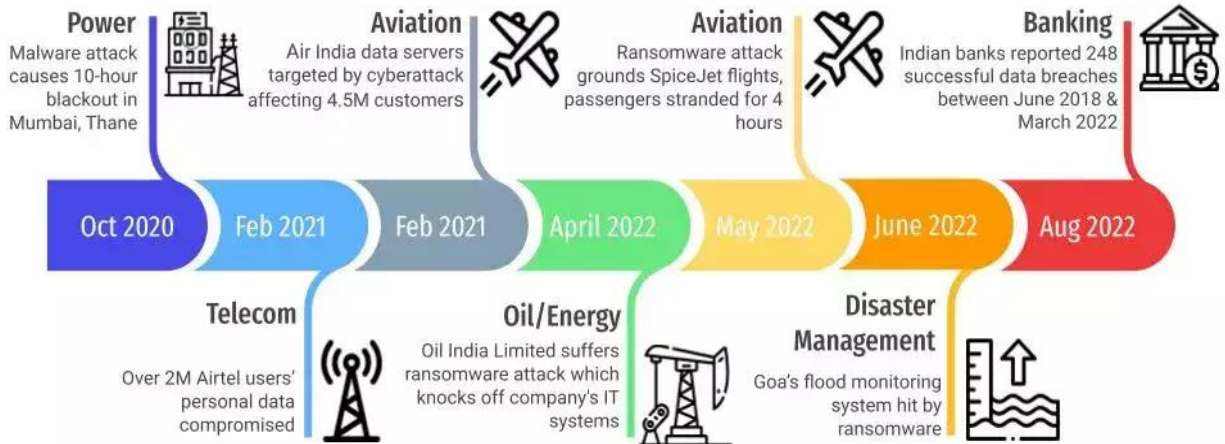 Power
Malware attack
causes 10-hour
blackout in
Mumbai, Thane
Aviation
Air India data servers
targeted by cyberattack
affecting 4.5M customers
Aviation
Ransomware attack
grounds SpiceJet flights,
passengers stranded for 4
hours
Banking
Indian banks reported 248
successful data breaches
between June 2018 &
March 2022
$
Oct 2020
Feb 2021
Feb 2021
April 2022
May 2022
June 2022
Aug 2022
Telecom
Over 2M Airtel users'
personal data
compromised
Oil/Energy
Oil India Limited suffers
ransomware attack which
knocks off company's IT
systems
Disaster
Management
Goa's flood monitoring
system hit by
ransomware